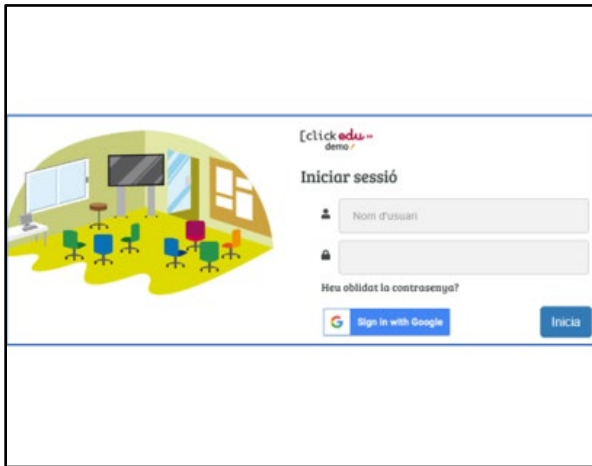 [clickedu
demo
Iniciar sessió
Nom d'usuari
Heu oblidat la contrasenya?
Sign in with Google
Inicia